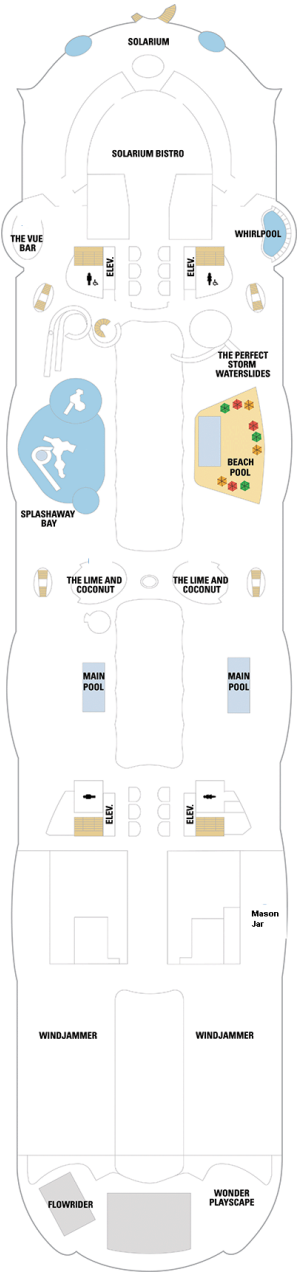 SOLARIUM
SOLARIUM BISTRO
THE VUE
BAR
WHIRLPOOL
ELEV.
ELEV.
THE PERFECT
STORM
WATERSLIDES
BEACH
POOL
SPLASHAWAY
BAY
THE LIME AND
COCONUT
THE LIME AND
COCONUT
MAIN
POOL
MAIN
POOL
ELEV.
ELEV.
Mason
Jar
WINDJAMMER
WINDJAMMER
FLOWRIDER
WONDER
PLAYSCAPE